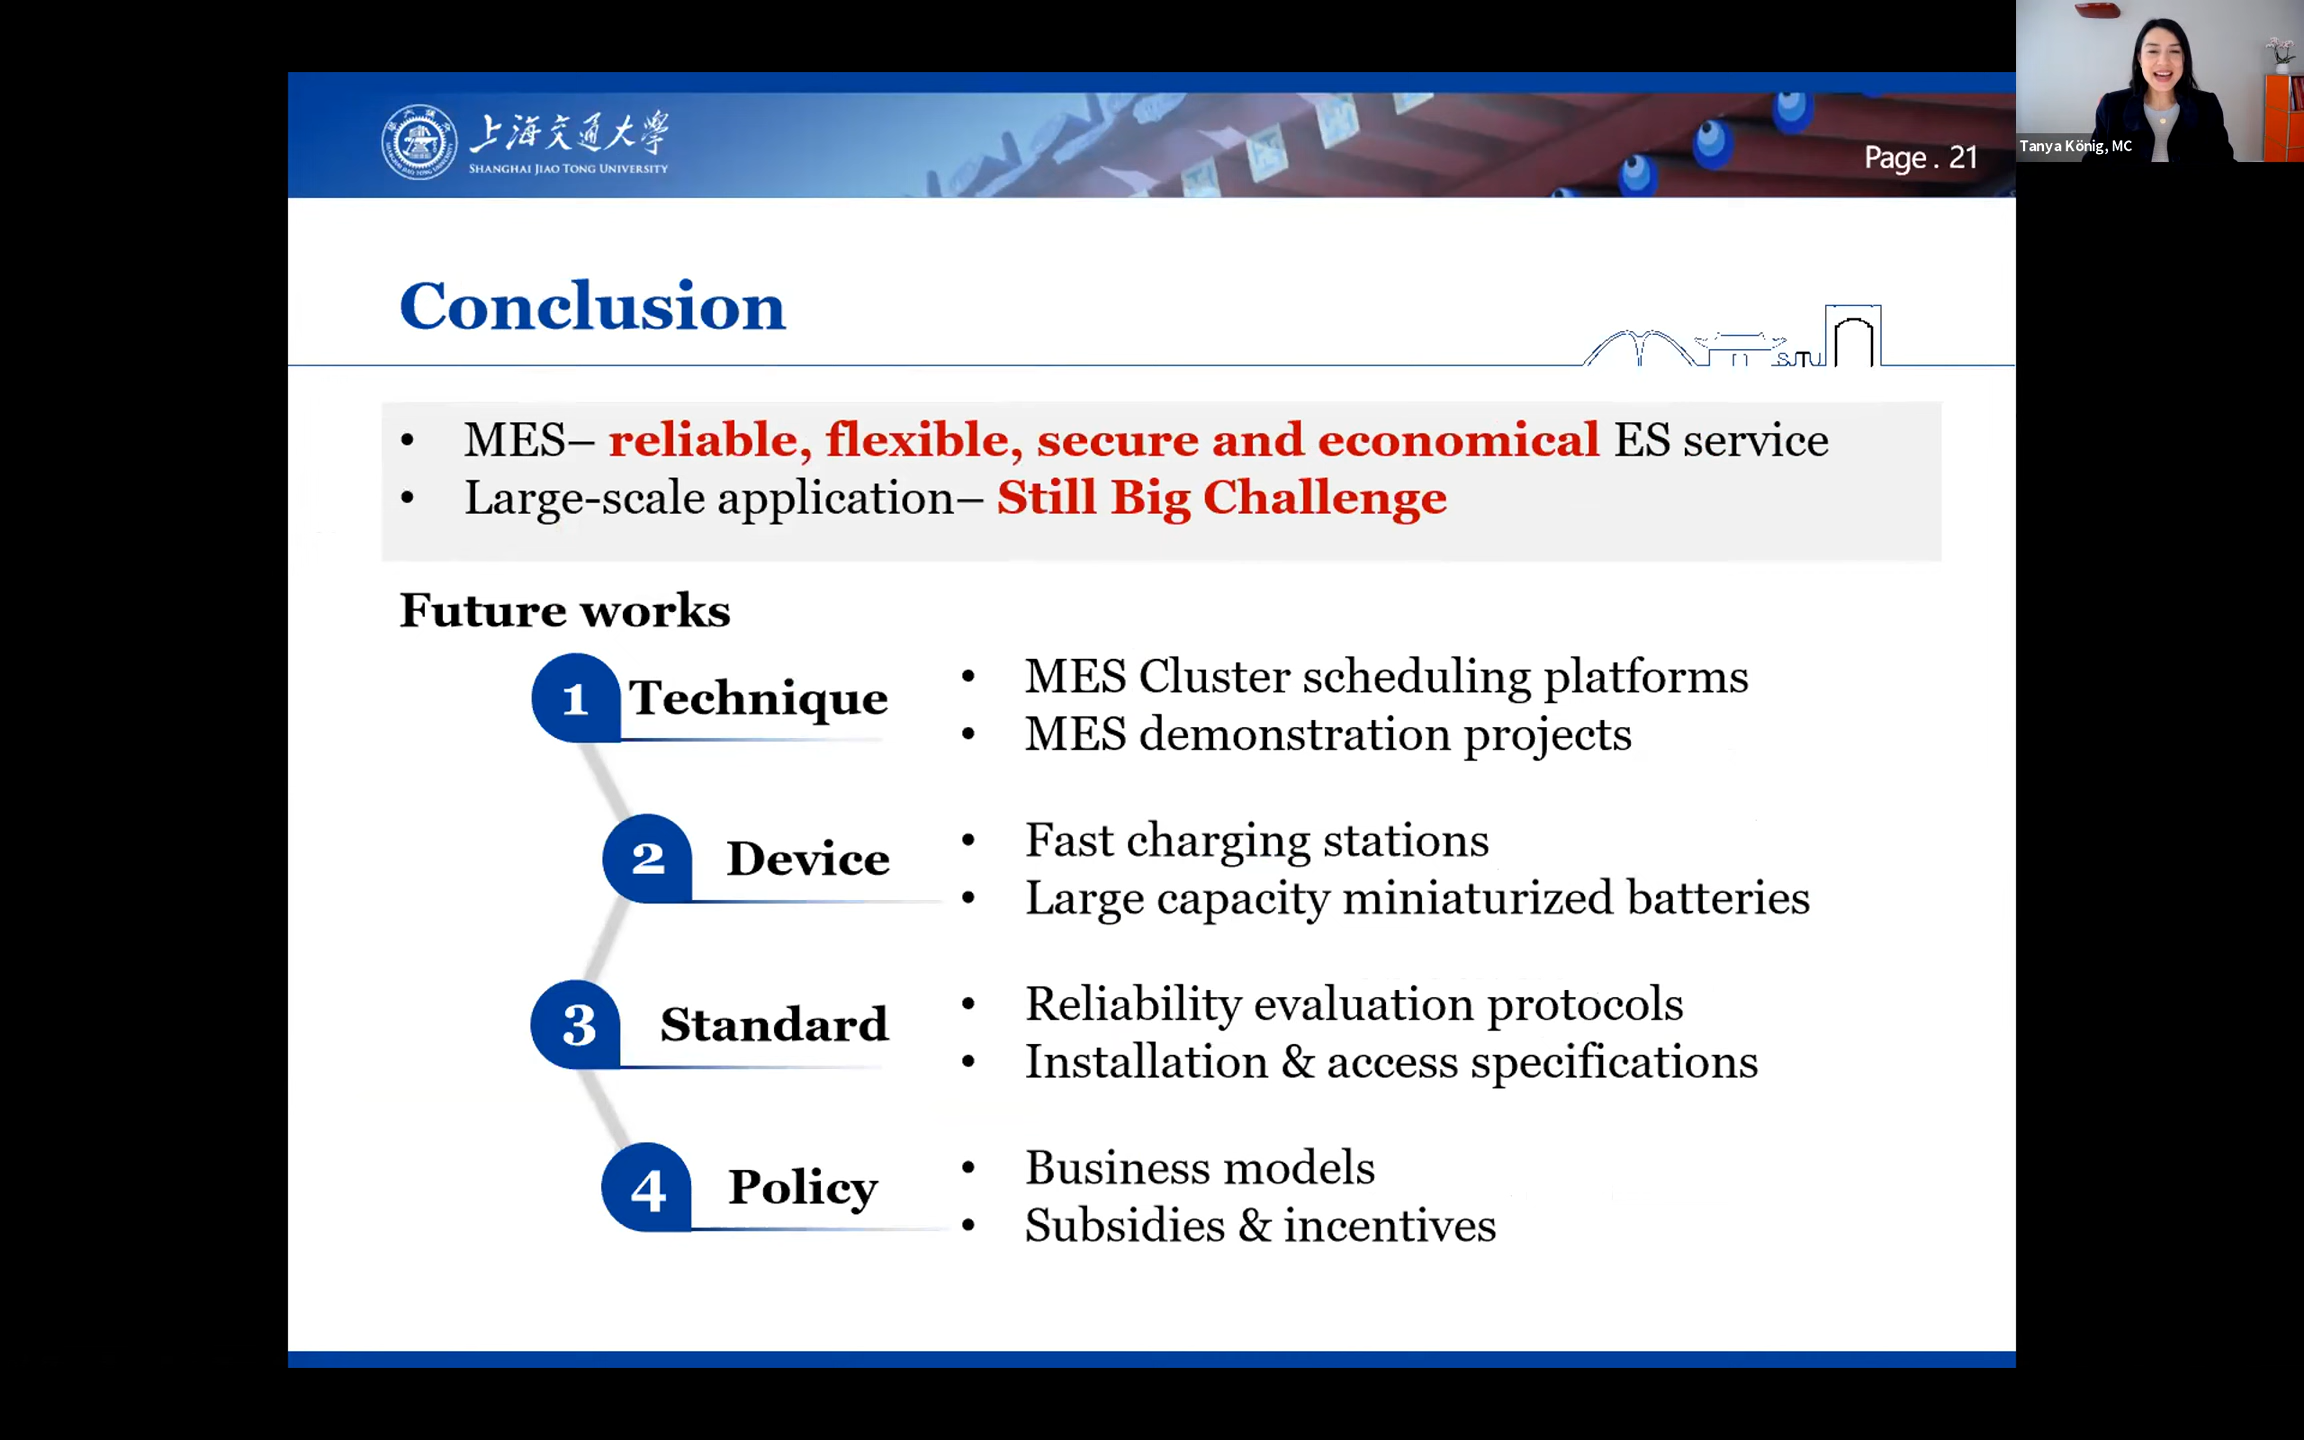 上海交通大學
SHANGHAI JIAO TONG UNIVERSITY
Page . 21
Tanya König, MC
Conclusion
SJTU
• MES– reliable, flexible, secure and economical ES service
• Large-scale application– Still Big Challenge
Future works
1 Technique
• MES Cluster scheduling platforms
• MES demonstration projects
2 Device
• Fast charging stations
• Large capacity miniaturized batteries
3 Standard
• Reliability evaluation protocols
• Installation & access specifications
4 Policy
• Business models
• Subsidies & incentives